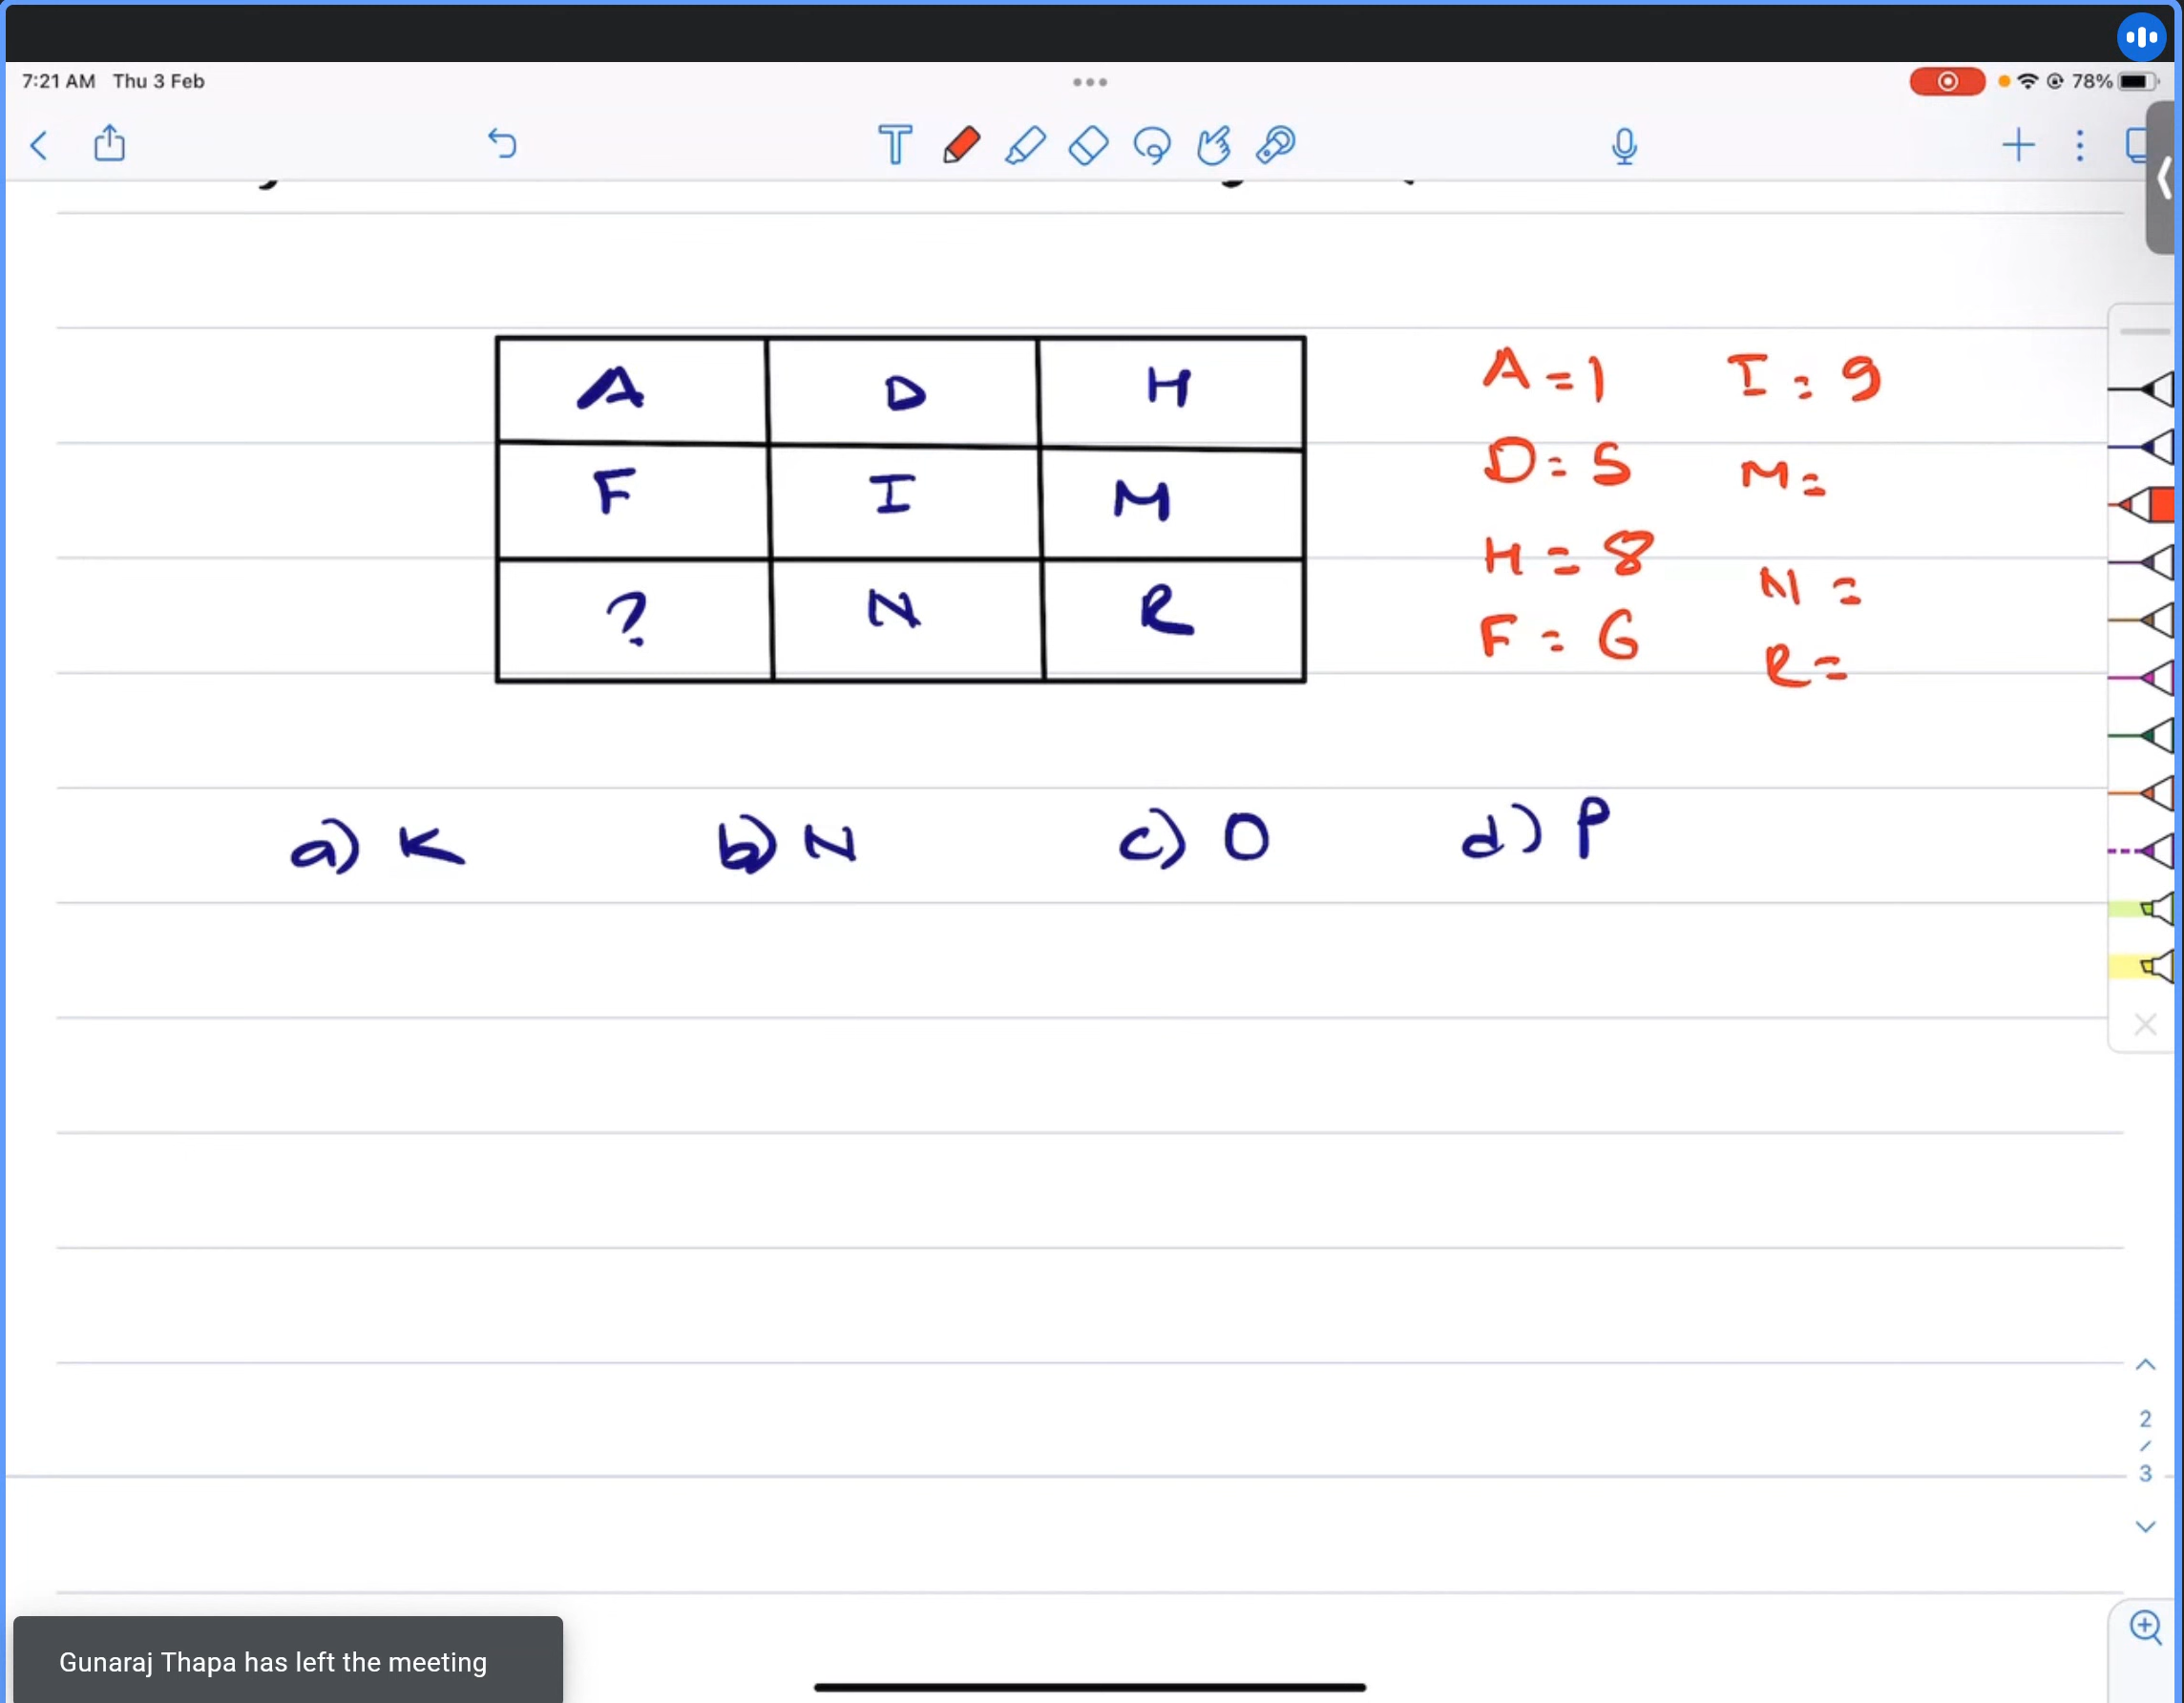 7:21 AM Thu 3 Feb
78%
A D H
F I M
? N R
A = 1 I = 9
D = 5 M =
H = 8 N =
F = 6 R =
a) K b) N c) O d) P
2
/
3
Gunaraj Thapa has left the meeting